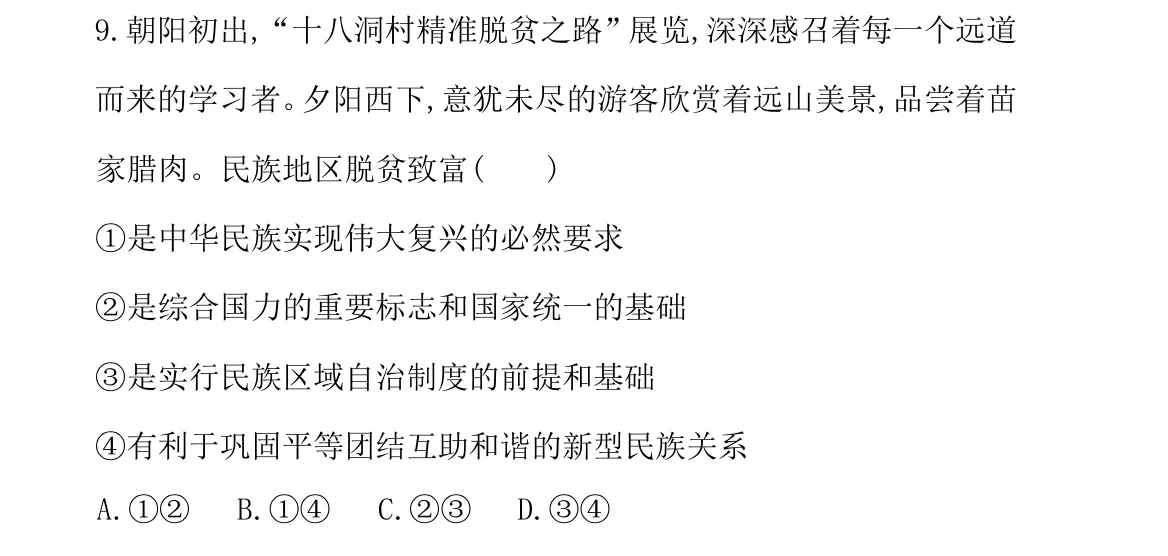 9.朝阳初出,“十八洞村精准脱贫之路”展览,深深感召着每一个远道
而来的学习者。夕阳西下,意犹未尽的游客欣赏着远山美景,品尝着苗
家腊肉。民族地区脱贫致富(  )
①是中华民族实现伟大复兴的必然要求
②是综合国力的重要标志和国家统一的基础
③是实行民族区域自治制度的前提和基础
④有利于巩固平等团结互助和谐的新型民族关系
A.①② B.①④ C.②③ D.③④